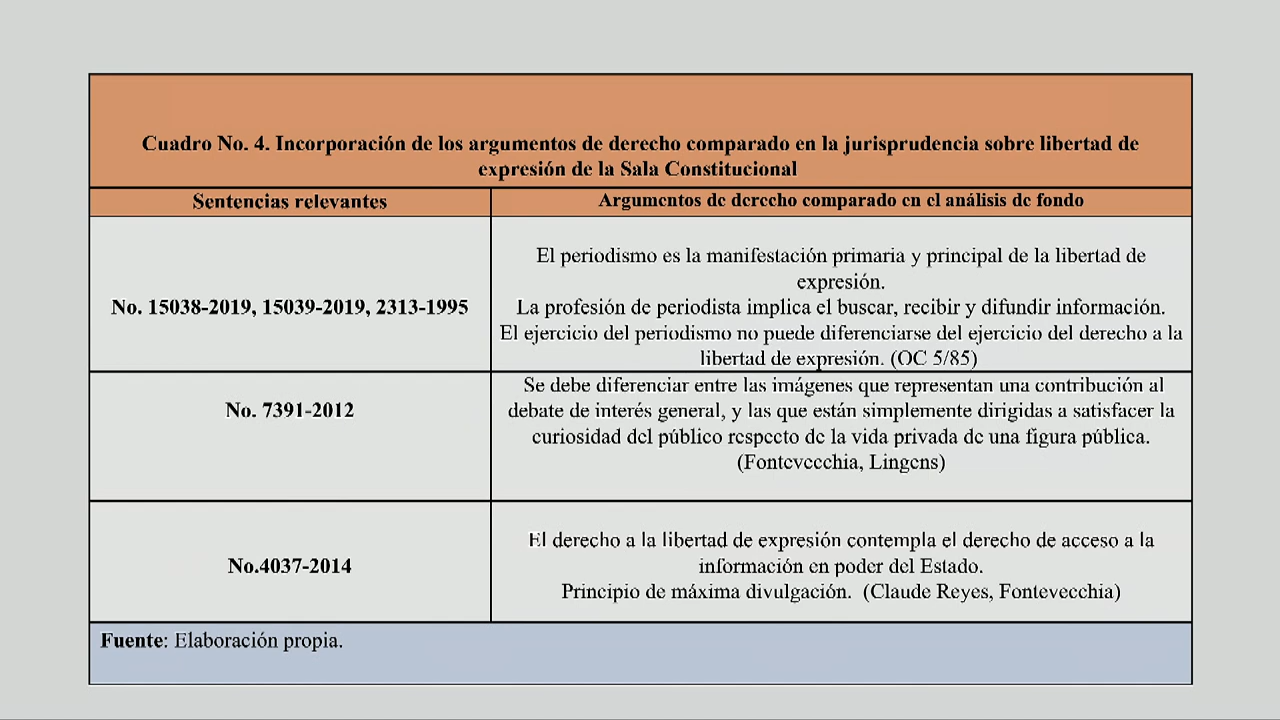 Cuadro No. 4. Incorporación de los argumentos de derecho comparado en la jurisprudencia sobre libertad de
expresión de la Sala Constitucional
Sentencias relevantes
Argumentos de derecho comparado en el análisis de fondo
No. 15038-2019, 15039-2019, 2313-1995
El periodismo es la manifestación primaria y principal de la libertad de
expresión.
La profesión de periodista implica el buscar, recibir y difundir información.
El ejercicio del periodismo no puede diferenciarse del ejercicio del derecho a la
libertad de expresión. (OC 5/85)
No. 7391-2012
Se debe diferenciar entre las imágenes que representan una contribución al
debate de interés general, y las que están simplemente dirigidas a satisfacer la
curiosidad del público respecto de la vida privada de una figura pública.
(Fontevecchia, Lingens)
No.4037-2014
El derecho a la libertad de expresión contempla el derecho de acceso a la
información en poder del Estado.
Principio de máxima divulgación. (Claude Reyes, Fontevecchia)
Fuente: Elaboración propia.